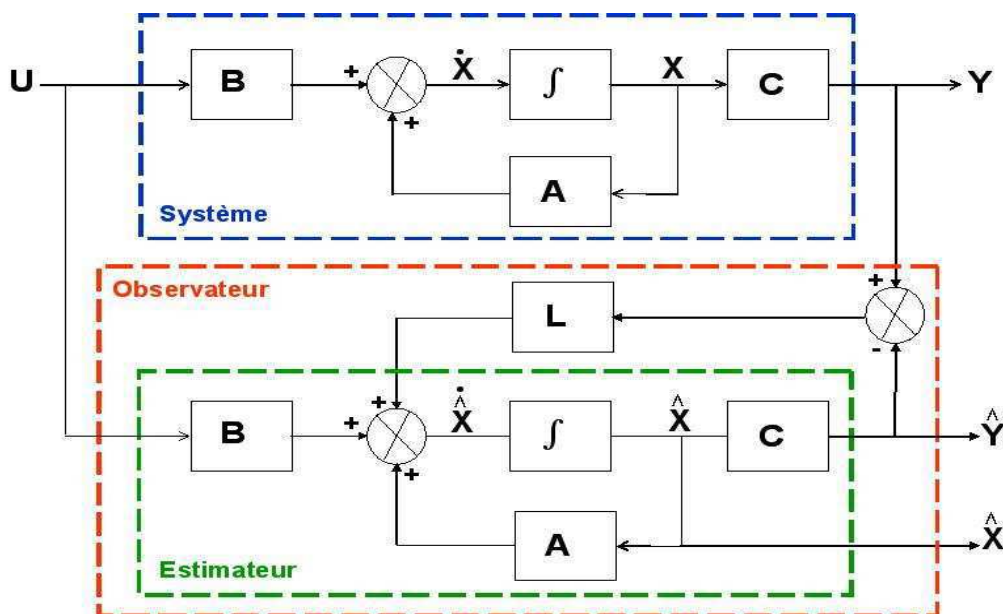 U
B
+
+
Ẋ
∫
X
C
Y
A
Système
Observateur
L
+
-
B
+
+
+
X̂̇
∫
X̂
C
Ŷ
A
X̂
Estimateur